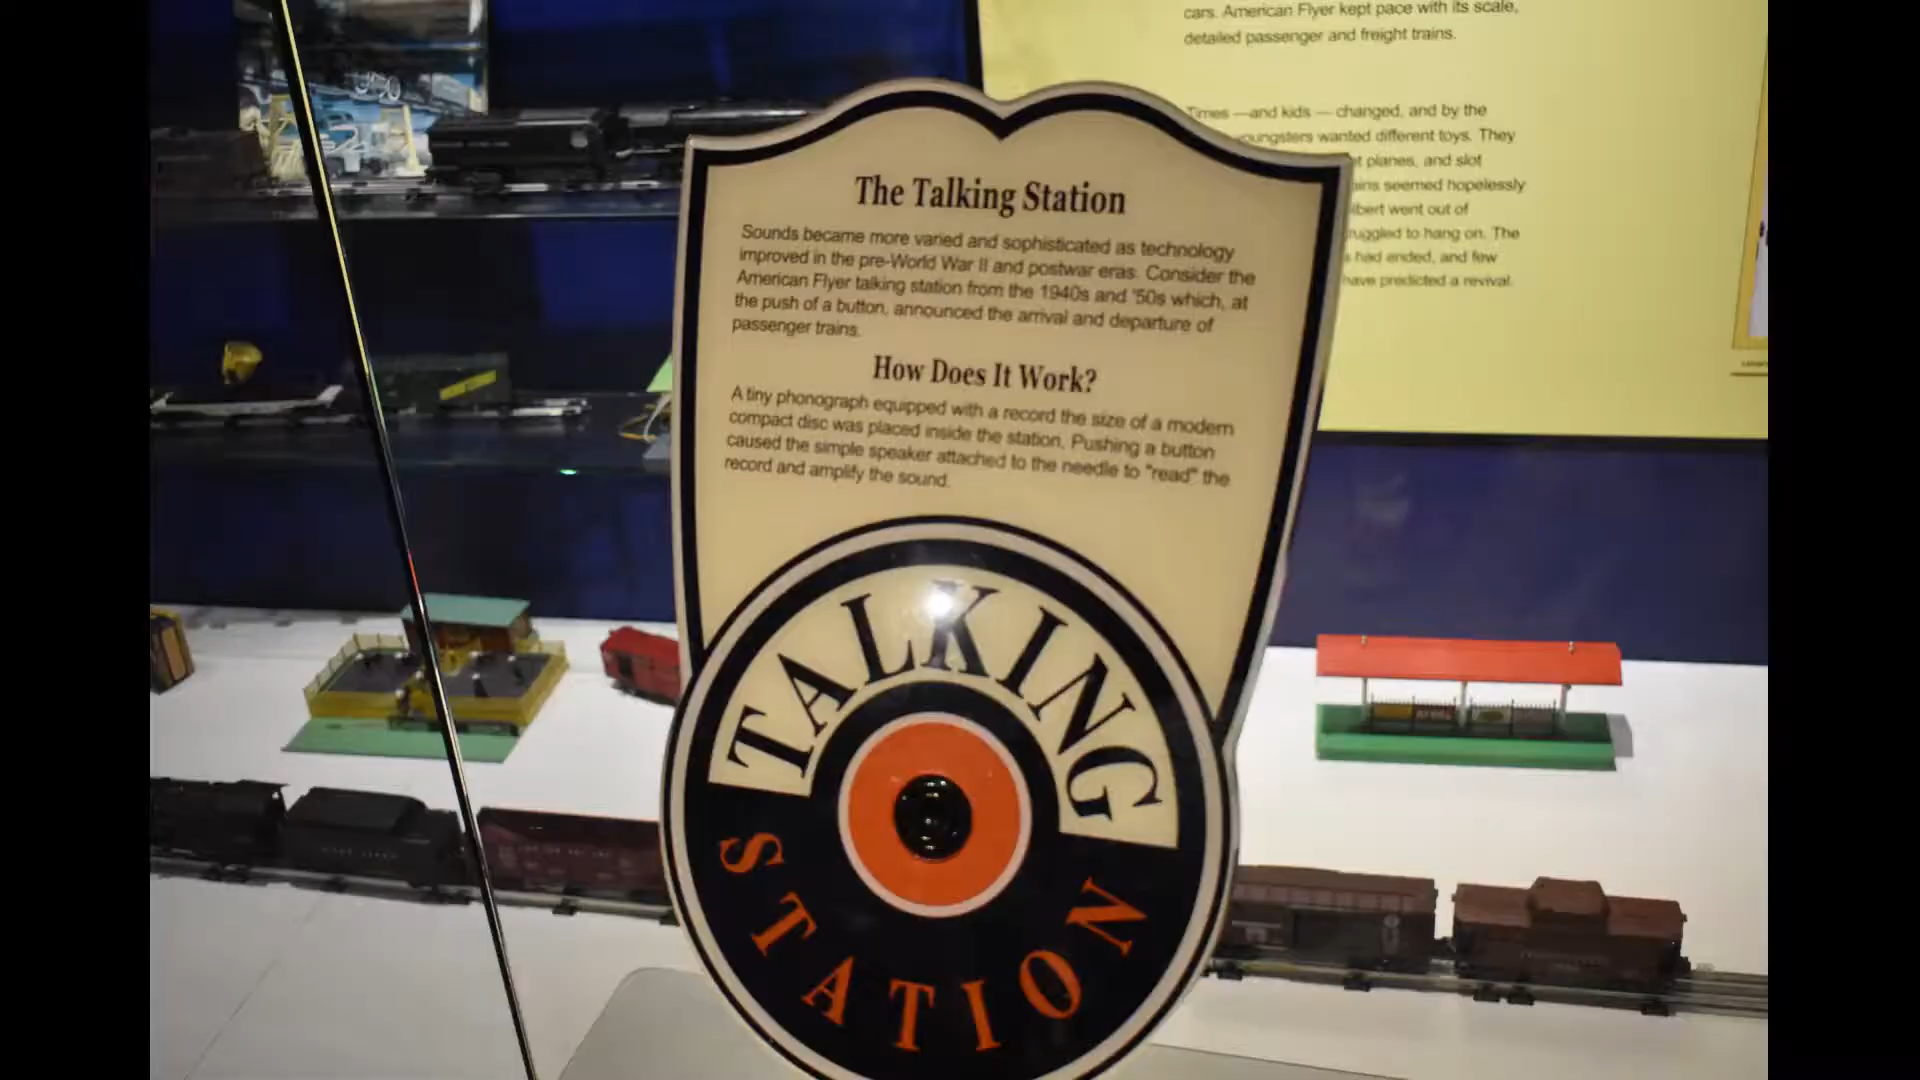 cars. American Flyer kept pace with its scale,
detailed passenger and freight trains.
Times —and kids — changed, and by the
oungsters wanted different toys. They
t planes, and slot
ins seemed hopelessly
lbert went out of
ruggled to hang on. The
s had ended, and few
have predicted a revival.
The Talking Station
Sounds became more varied and sophisticated as technology
improved in the pre-World War II and postwar eras. Consider the
American Flyer talking station from the 1940s and '50s which, at
the push of a button, announced the arrival and departure of
passenger trains.
How Does It Work?
A tiny phonograph equipped with a record the size of a modern
compact disc was placed inside the station. Pushing a button
caused the simple speaker attached to the needle to "read" the
record and amplify the sound.
TALKING
STATION